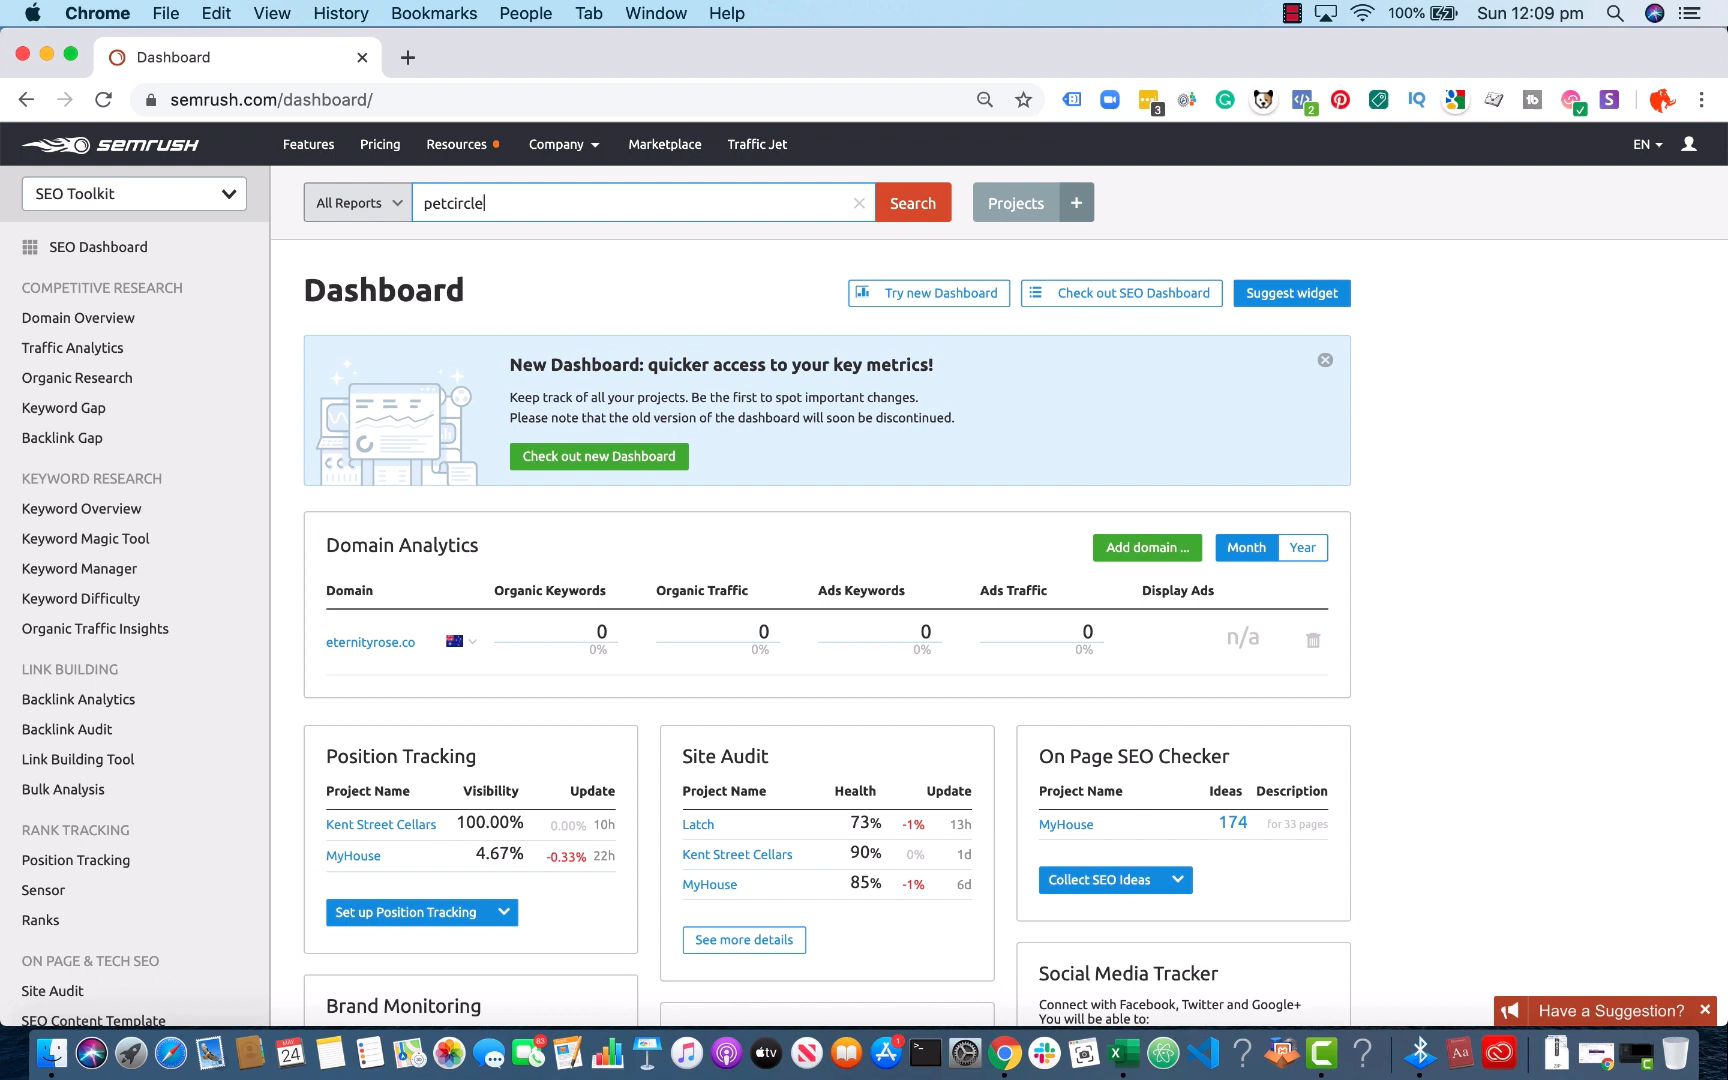 Chrome File Edit View History Bookmarks People Tab Window Help 100% Sun 12:09 pm
Dashboard
semrush.com/dashboard/
3 2 IQ tb S
SEMRUSH Features Pricing Resources Company Marketplace Traffic Jet EN
SEO Toolkit
All Reports petcircle Search Projects +
SEO Dashboard
COMPETITIVE RESEARCH
Domain Overview
Traffic Analytics
Organic Research
Keyword Gap
Backlink Gap
KEYWORD RESEARCH
Keyword Overview
Keyword Magic Tool
Keyword Manager
Keyword Difficulty
Organic Traffic Insights
LINK BUILDING
Backlink Analytics
Backlink Audit
Link Building Tool
Bulk Analysis
RANK TRACKING
Position Tracking
Sensor
Ranks
ON PAGE & TECH SEO
Site Audit
SEO Content Template
Dashboard
Try new Dashboard Check out SEO Dashboard Suggest widget
New Dashboard: quicker access to your key metrics!
Keep track of all your projects. Be the first to spot important changes.
Please note that the old version of the dashboard will soon be discontinued.
Check out new Dashboard
Domain Analytics Add domain ... Month Year
Domain Organic Keywords Organic Traffic Ads Keywords Ads Traffic Display Ads
eternityrose.co 0 0 0 0 n/a
0% 0% 0% 0%
Position Tracking
Project Name Visibility Update
Kent Street Cellars 100.00% 0.00% 10h
MyHouse 4.67% -0.33% 22h
Set up Position Tracking
Brand Monitoring
Site Audit
Project Name Health Update
Latch 73% -1% 13h
Kent Street Cellars 90% 0% 1d
MyHouse 85% -1% 6d
See more details
On Page SEO Checker
Project Name Ideas Description
MyHouse 174 for 33 pages
Collect SEO Ideas
Social Media Tracker
Connect with Facebook, Twitter and Google+
You will be able to:
Have a Suggestion?
MAY 24 83 tv 1 X C Aa